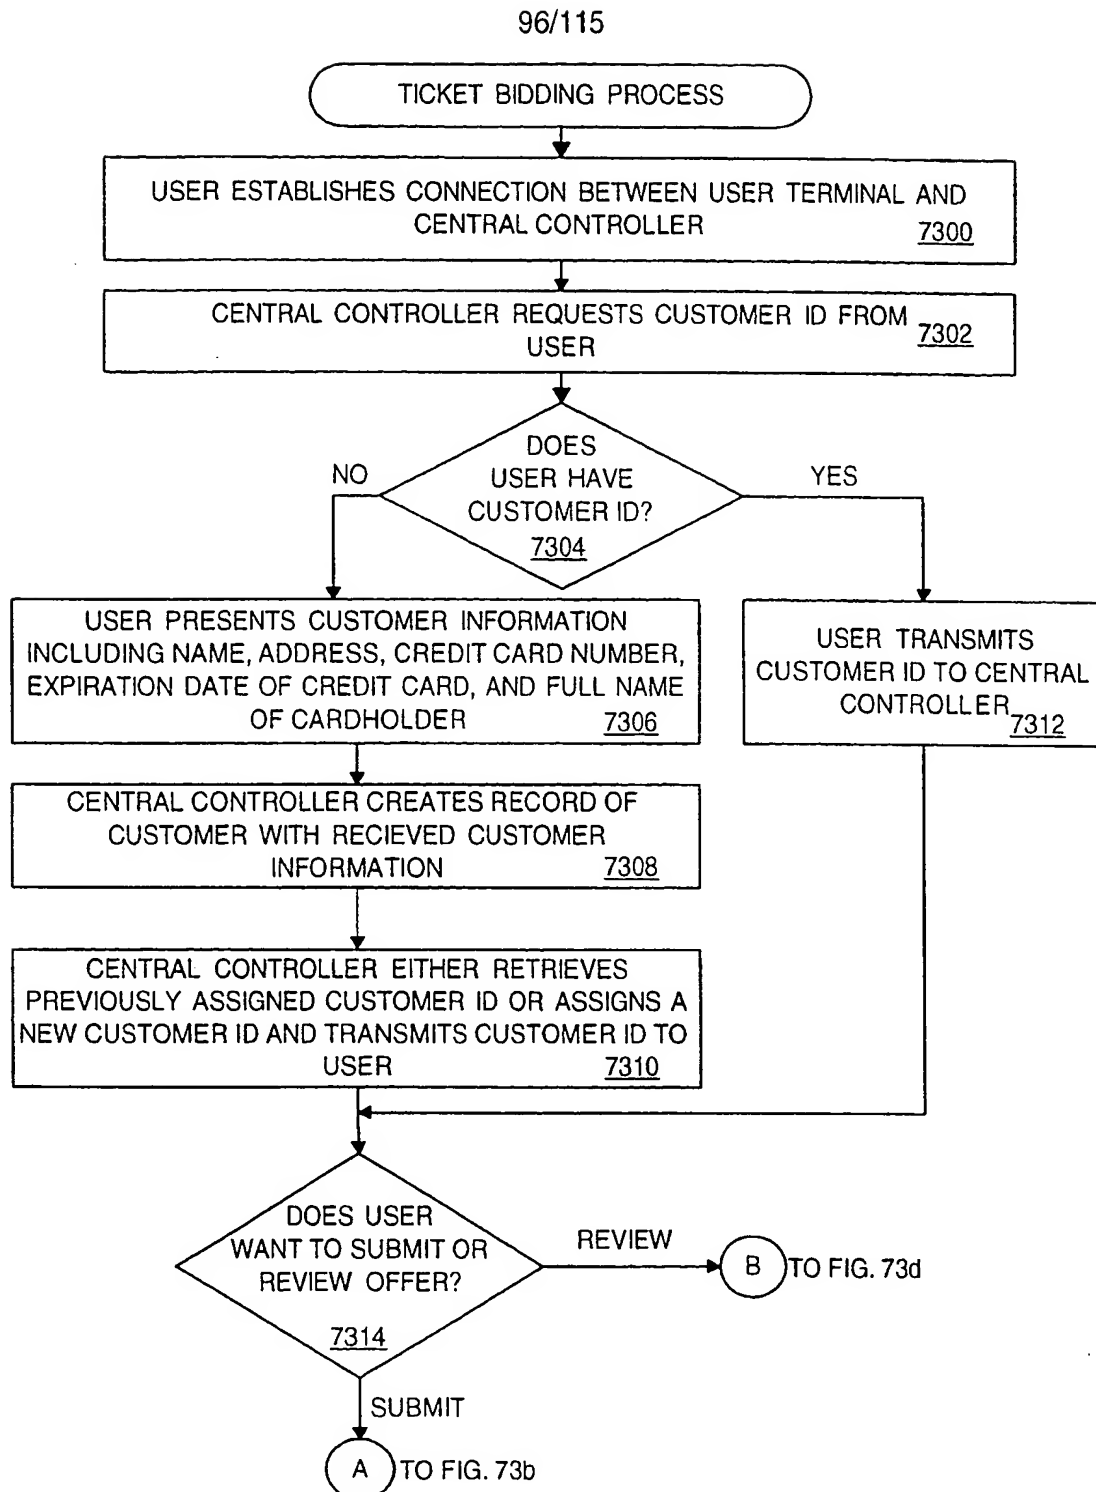 96/115
TICKET BIDDING PROCESS
USER ESTABLISHES CONNECTION BETWEEN USER TERMINAL AND
CENTRAL CONTROLLER 7300
CENTRAL CONTROLLER REQUESTS CUSTOMER ID FROM 7302
USER
DOES
USER HAVE
CUSTOMER ID?
7304
NO
YES
USER PRESENTS CUSTOMER INFORMATION
INCLUDING NAME, ADDRESS, CREDIT CARD NUMBER,
EXPIRATION DATE OF CREDIT CARD, AND FULL NAME
OF CARDHOLDER 7306
USER TRANSMITS
CUSTOMER ID TO CENTRAL
CONTROLLER 7312
CENTRAL CONTROLLER CREATES RECORD OF
CUSTOMER WITH RECIEVED CUSTOMER
INFORMATION 7308
CENTRAL CONTROLLER EITHER RETRIEVES
PREVIOUSLY ASSIGNED CUSTOMER ID OR ASSIGNS A
NEW CUSTOMER ID AND TRANSMITS CUSTOMER ID TO
USER 7310
DOES USER
WANT TO SUBMIT OR
REVIEW OFFER?
7314
REVIEW
B TO FIG. 73d
SUBMIT
A TO FIG. 73b